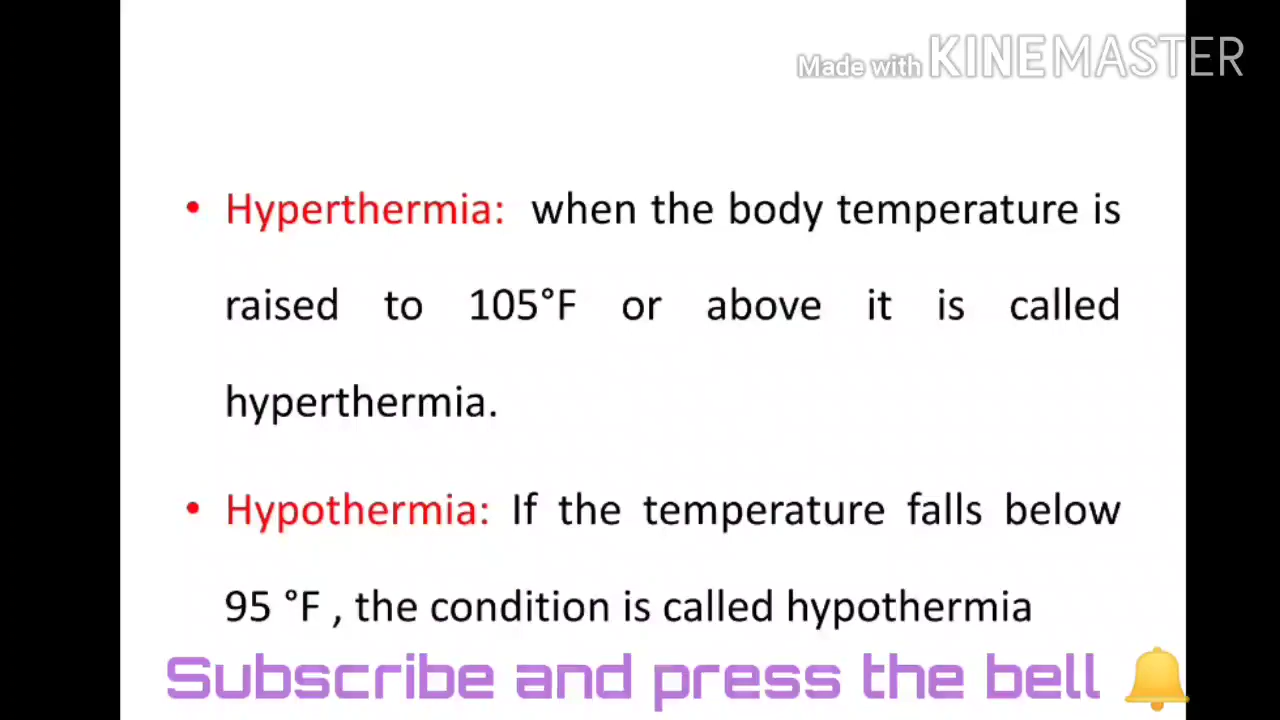 Made with KINEMASTER
• Hyperthermia: when the body temperature is
raised to 105°F or above it is called
hyperthermia.
• Hypothermia: If the temperature falls below
95 °F , the condition is called hypothermia
Subscribe and press the bell 🔔